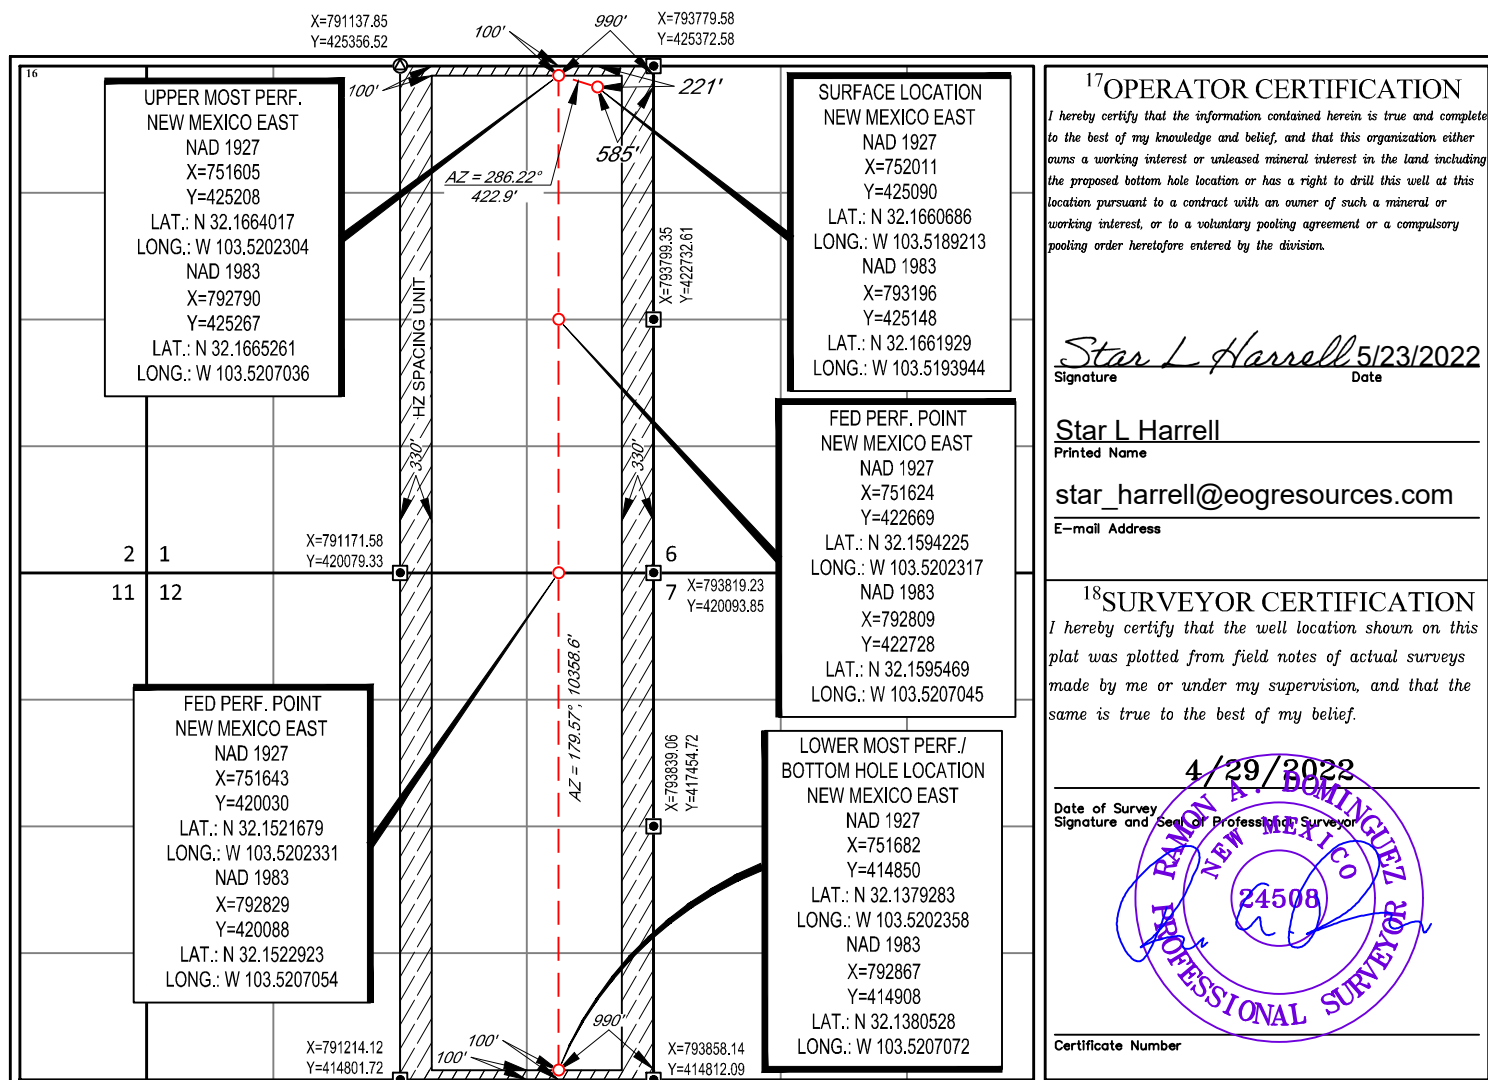 X=791137.85
Y=425356.52
100'
990'
X=793779.58
Y=425372.58
16
100'
221'
585'
AZ = 286.22°
422.9'
UPPER MOST PERF.
NEW MEXICO EAST
NAD 1927
X=751605
Y=425208
LAT.: N 32.1664017
LONG.: W 103.5202304
NAD 1983
X=792790
Y=425267
LAT.: N 32.1665261
LONG.: W 103.5207036
SURFACE LOCATION
NEW MEXICO EAST
NAD 1927
X=752011
Y=425090
LAT.: N 32.1660686
LONG.: W 103.5189213
NAD 1983
X=793196
Y=425148
LAT.: N 32.1661929
LONG.: W 103.5193944
X=793799.35
Y=422732.61
HZ SPACING UNIT
330'
330'
FED PERF. POINT
NEW MEXICO EAST
NAD 1927
X=751624
Y=422669
LAT.: N 32.1594225
LONG.: W 103.5202317
NAD 1983
X=792809
Y=422728
LAT.: N 32.1595469
LONG.: W 103.5207045
2 1
11 12
X=791171.58
Y=420079.33
6
7
X=793819.23
Y=420093.85
AZ = 179.57°, 10358.6'
FED PERF. POINT
NEW MEXICO EAST
NAD 1927
X=751643
Y=420030
LAT.: N 32.1521679
LONG.: W 103.5202331
NAD 1983
X=792829
Y=420088
LAT.: N 32.1522923
LONG.: W 103.5207054
X=793839.06
Y=417454.72
LOWER MOST PERF./
BOTTOM HOLE LOCATION
NEW MEXICO EAST
NAD 1927
X=751682
Y=414850
LAT.: N 32.1379283
LONG.: W 103.5202358
NAD 1983
X=792867
Y=414908
LAT.: N 32.1380528
LONG.: W 103.5207072
X=791214.12
Y=414801.72
100'
100'
990'
X=793858.14
Y=414812.09
17OPERATOR CERTIFICATION
I hereby certify that the information contained herein is true and complete
to the best of my knowledge and belief, and that this organization either
owns a working interest or unleased mineral interest in the land including
the proposed bottom hole location or has a right to drill this well at this
location pursuant to a contract with an owner of such a mineral or
working interest, or to a voluntary pooling agreement or a compulsory
pooling order heretofore entered by the division.
Star L Harrell 5/23/2022
Signature Date
Star L Harrell
Printed Name
star_harrell@eogresources.com
E-mail Address
18SURVEYOR CERTIFICATION
I hereby certify that the well location shown on this
plat was plotted from field notes of actual surveys
made by me or under my supervision, and that the
same is true to the best of my belief.
4/29/2022
Date of Survey
Signature and Seal of Professional Surveyor
RAMON A. DOMINGUEZ
NEW MEXICO
24508
PROFESSIONAL SURVEYOR
Certificate Number